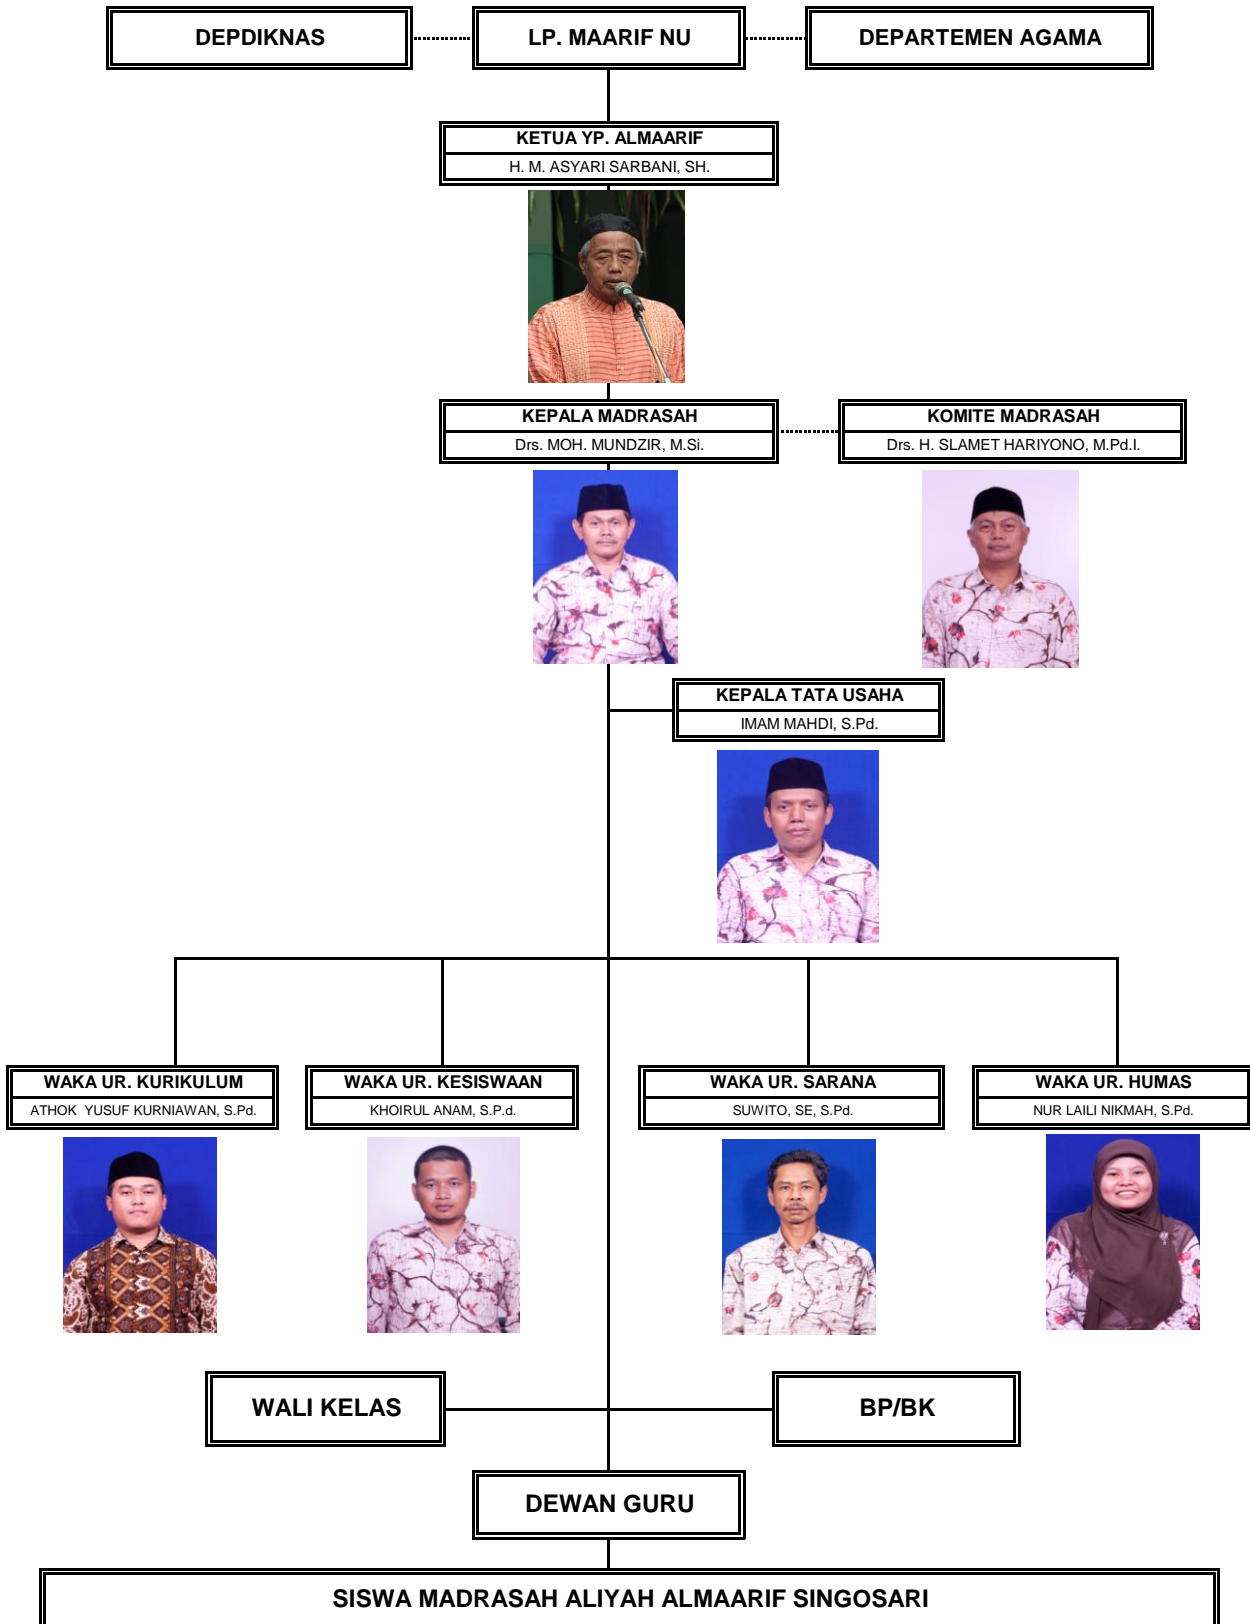 DEPDIKNAS
LP. MAARIF NU
DEPARTEMEN AGAMA
KETUA YP. ALMAARIF
H. M. ASYARI SARBANI, SH.
KEPALA MADRASAH
Drs. MOH. MUNDZIR, M.Si.
KOMITE MADRASAH
Drs. H. SLAMET HARIYONO, M.Pd.I.
KEPALA TATA USAHA
IMAM MAHDI, S.Pd.
WAKA UR. KURIKULUM
ATHOK  YUSUF KURNIAWAN, S.Pd.
WAKA UR. KESISWAAN
KHOIRUL ANAM, S.P.d.
WAKA UR. SARANA
SUWITO, SE, S.Pd.
WAKA UR. HUMAS
NUR LAILI NIKMAH, S.Pd.
WALI KELAS
BP/BK
DEWAN GURU
SISWA MADRASAH ALIYAH ALMAARIF SINGOSARI